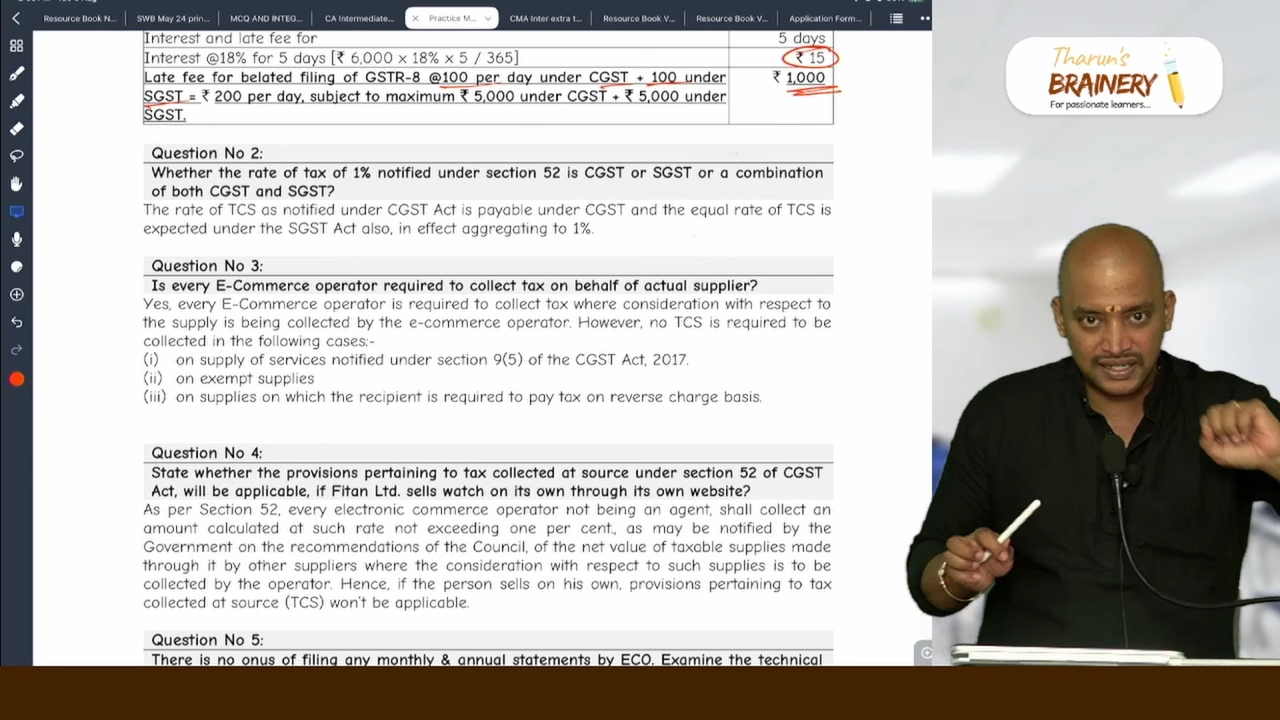 Resource Book N...
SWB May 24 prin...
MCQ AND INTEG...
CA Intermediate...
Practice M...
CMA Inter extra t...
Resource Book V...
Resource Book V...
Application Form...
Interest and late fee for 5 days
Interest @18% for 5 days [₹ 6,000 x 18% x 5 / 365] ₹ 15
Late fee for belated filing of GSTR-8 @100 per day under CGST + 100 under ₹ 1,000
SGST = ₹ 200 per day, subject to maximum ₹ 5,000 under CGST + ₹ 5,000 under
SGST.
Question No 2:
Whether the rate of tax of 1% notified under section 52 is CGST or SGST or a combination
of both CGST and SGST?
The rate of TCS as notified under CGST Act is payable under CGST and the equal rate of TCS is
expected under the SGST Act also, in effect aggregating to 1%.
Question No 3:
Is every E-Commerce operator required to collect tax on behalf of actual supplier?
Yes, every E-Commerce operator is required to collect tax where consideration with respect to
the supply is being collected by the e-commerce operator. However, no TCS is required to be
collected in the following cases:-
(i) on supply of services notified under section 9(5) of the CGST Act, 2017.
(ii) on exempt supplies
(iii) on supplies on which the recipient is required to pay tax on reverse charge basis.
Question No 4:
State whether the provisions pertaining to tax collected at source under section 52 of CGST
Act, will be applicable, if Fitan Ltd. sells watch on its own through its own website?
As per Section 52, every electronic commerce operator not being an agent, shall collect an
amount calculated at such rate not exceeding one per cent., as may be notified by the
Government on the recommendations of the Council, of the net value of taxable supplies made
through it by other suppliers where the consideration with respect to such supplies is to be
collected by the operator. Hence, if the person sells on his own, provisions pertaining to tax
collected at source (TCS) won't be applicable.
Question No 5:
There is no onus of filing any monthly & annual statements by ECO. Examine the technical
Tharun's
BRAINERY
For passionate learners...